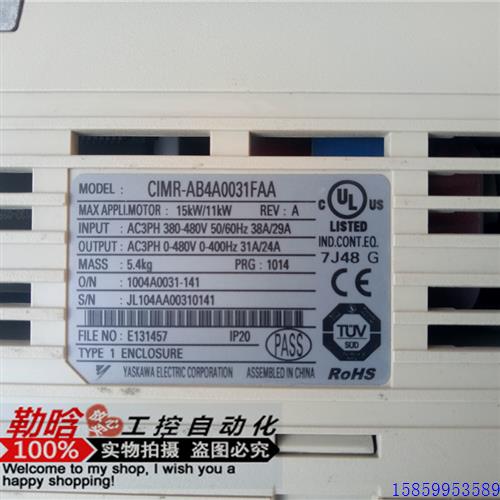 MODEL : CIMR-AB4A0031FAA
MAX APPLI.MOTOR : 15kW/11kW REV : A
INPUT : AC3PH 380-480V 50/60Hz 38A/29A
OUTPUT : AC3PH 0-480V 0-400Hz 31A/24A
MASS : 5.4kg PRG : 1014
O/N : 1004A0031-141
S/N : JL104AA00310141
FILE NO : E131457 IP20
TYPE 1 ENCLOSURE
YASKAWA ELECTRIC CORPORATION ASSEMBLED IN CHINA
PASS
C UL US
LISTED
IND.CONT.EQ.
7J48 G
TÜV
SÜD
RoHS
勒晗 工控自动化
100% 实物拍摄 盗图必究
Welcome to my shop, I wish you a
happy shopping!
15859953589